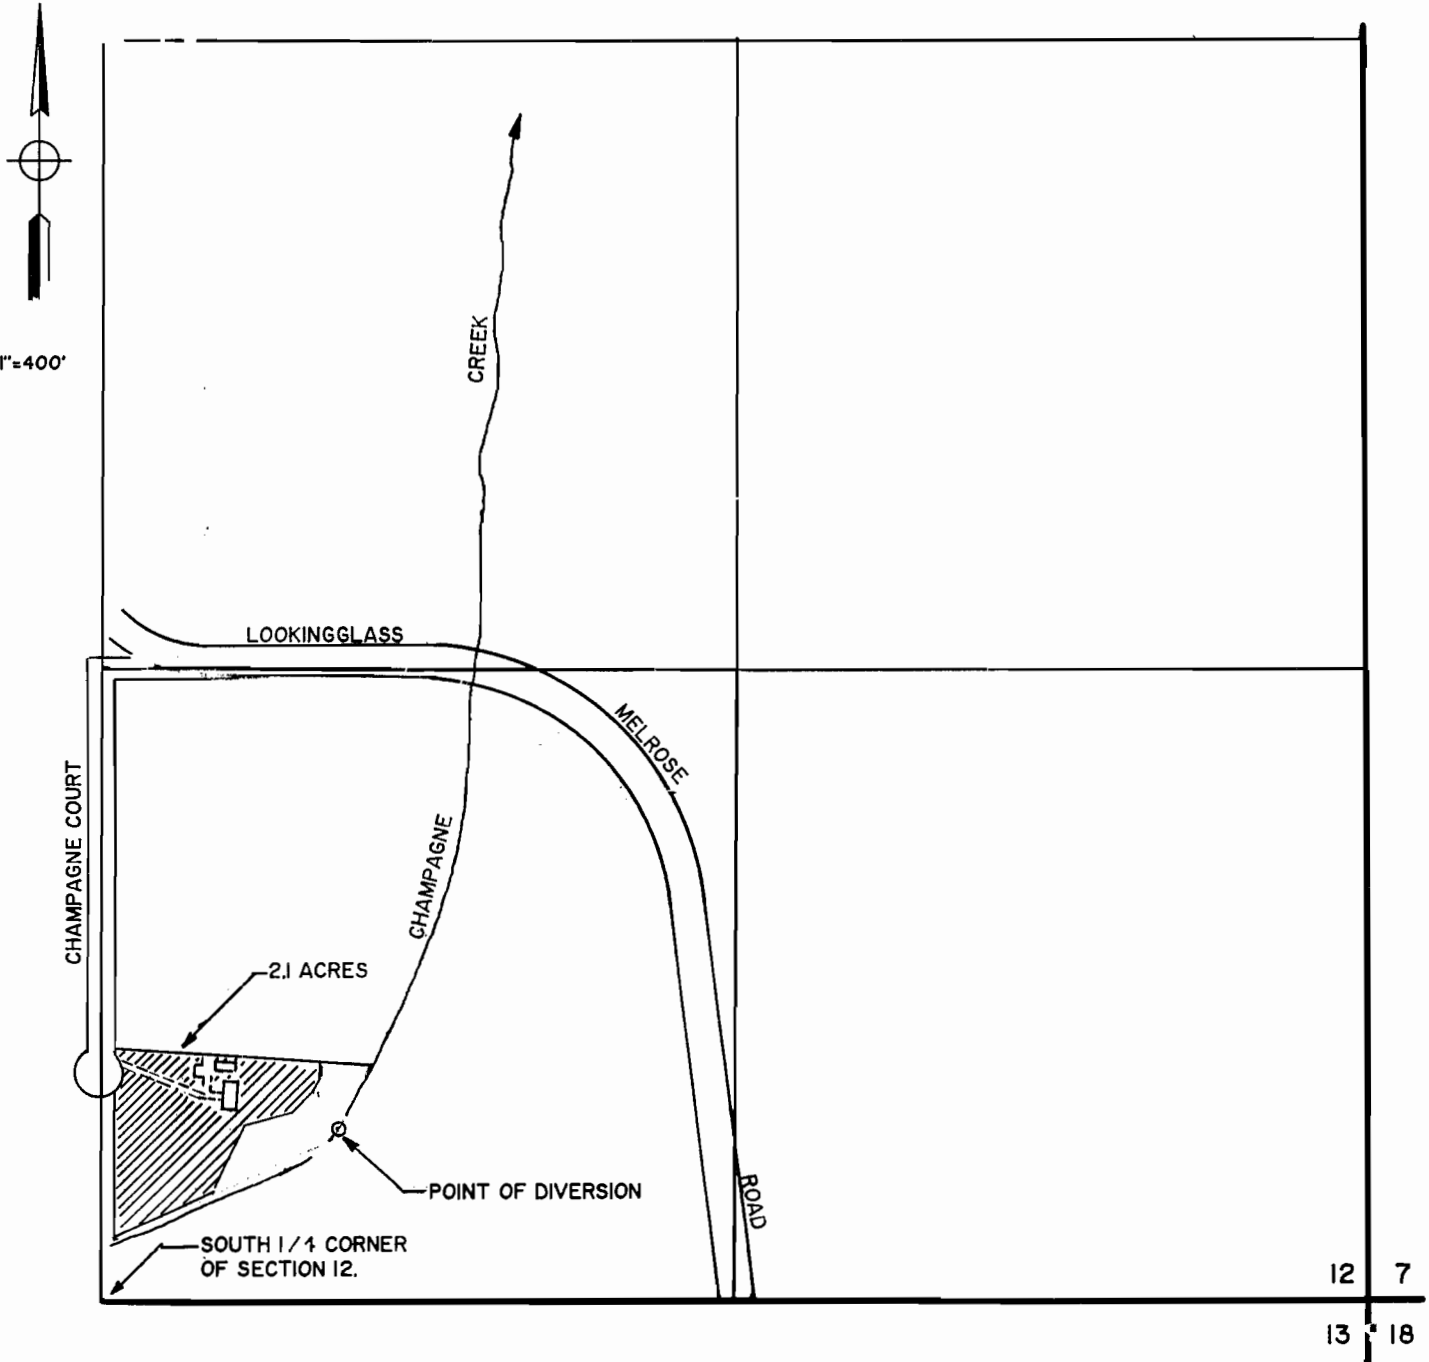 1"=400'
CREEK
LOOKINGGLASS
MELROSE
CHAMPAGNE COURT
CHAMPAGNE
2.1 ACRES
POINT OF DIVERSION
ROAD
SOUTH 1/4 CORNER
OF SECTION 12.
12 7
13 18